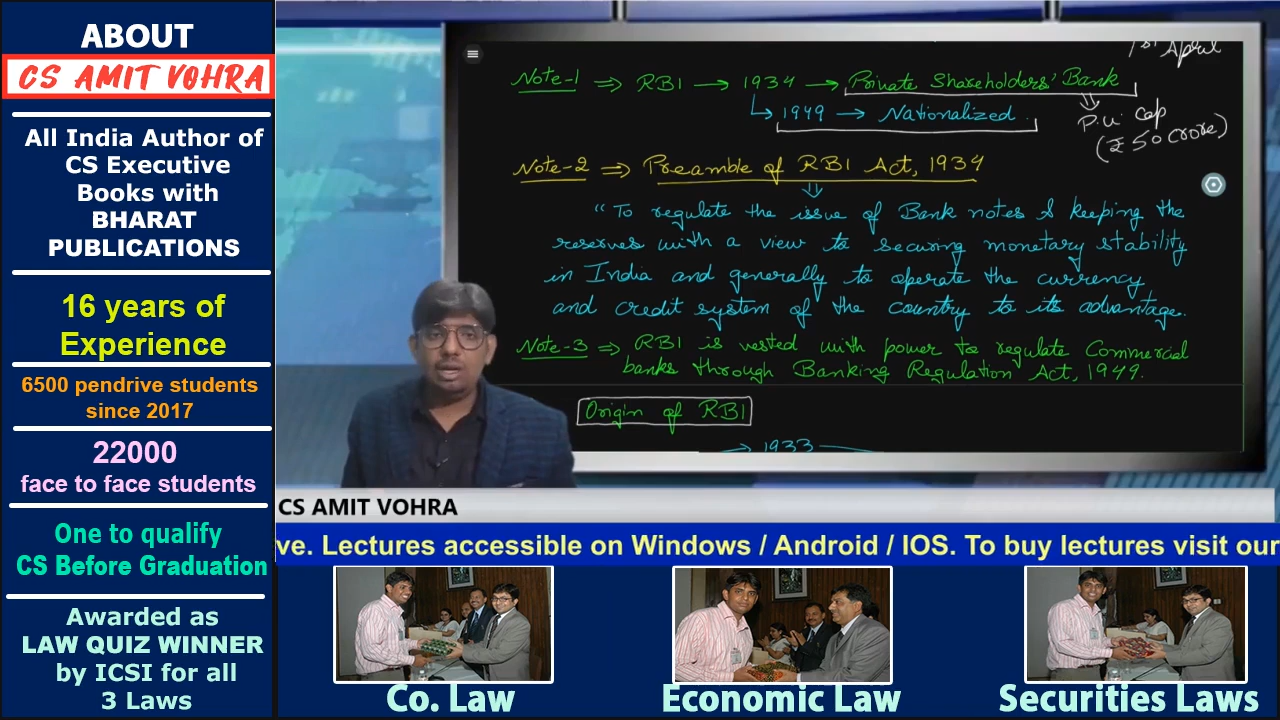 ABOUT
CS AMIT VOHRA
All India Author of
CS Executive
Books with
BHARAT
PUBLICATIONS
16 years of
Experience
6500 pendrive students
since 2017
22000
face to face students
One to qualify
CS Before Graduation
Awarded as
LAW QUIZ WINNER
by ICSI for all
3 Laws
1st April
Note-1 ⇒ RBI → 1934 → Private Shareholders' Bank
↳ 1949 → Nationalized
⇓
P.U. Cap
(₹ 50 crore)
Note-2 ⇒ Preamble of RBI Act, 1934
⇓
“To regulate the issue of Bank notes & keeping the
reserves with a view to securing monetary stability
in India and generally to operate the currency
and credit system of the country to its advantage.
Note-3 ⇒ RBI is vested with power to regulate Commercial
banks through Banking Regulation Act, 1949.
Origin of RBI
→ 1933
CS AMIT VOHRA
ve. Lectures accessible on Windows / Android / IOS. To buy lectures visit our
Co. Law
Economic Law
Securities Laws